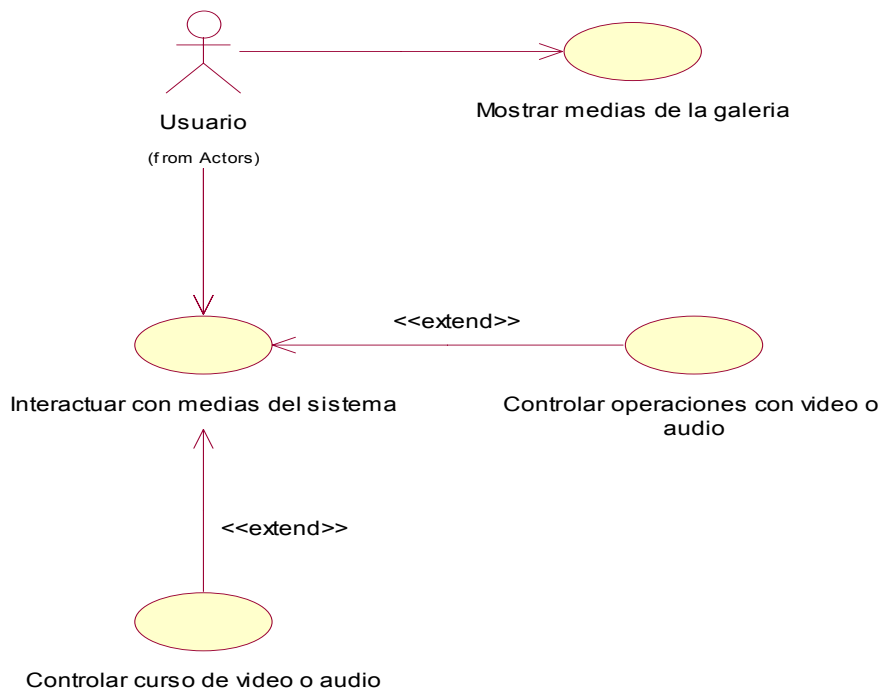 Usuario
(from Actors)
Mostrar medias de la galeria
<<extend>>
Interactuar con medias del sistema
Controlar operaciones con video o
audio
<<extend>>
Controlar curso de video o audio